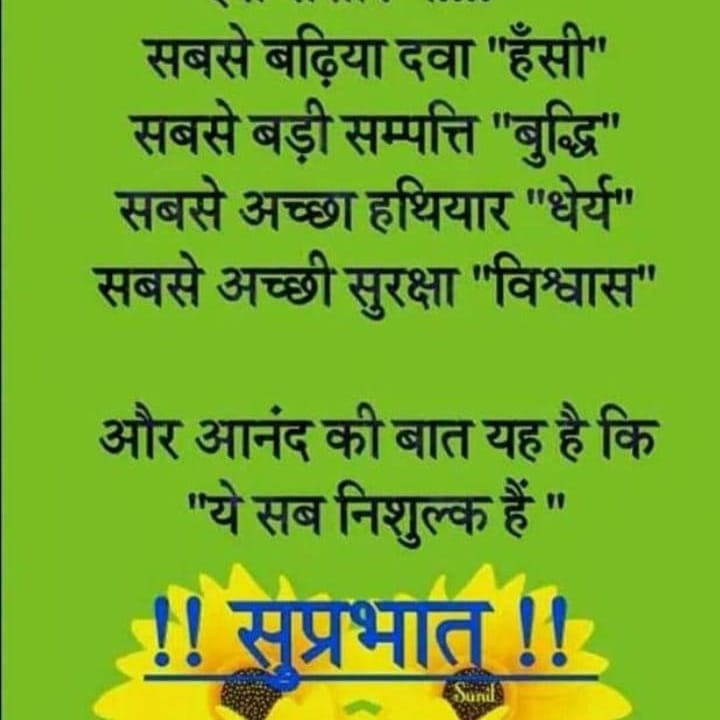 सबसे बढ़िया दवा "हँसी"
सबसे बड़ी सम्पत्ति "बुद्धि"
सबसे अच्छा हथियार "धेर्य"
सबसे अच्छी सुरक्षा "विश्वास"
और आनंद की बात यह है कि
"ये सब निशुल्क हैं "
!! सुप्रभात !!
Sunil